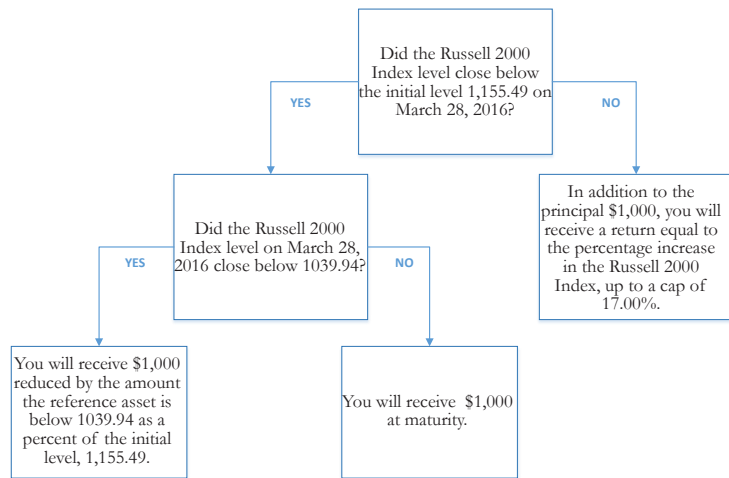 Did the Russell 2000
Index level close below
the initial level 1,155.49 on
March 28, 2016?
YES
NO
Did the Russell 2000
Index level on March 28,
2016 close below 1039.94?
In addition to the
principal $1,000, you will
receive a return equal to
the percentage increase
in the Russell 2000
Index, up to a cap of
17.00%.
YES
NO
You will receive $1,000
reduced by the amount
the reference asset is
below 1039.94 as a
percent of the initial
level, 1,155.49.
You will receive  $1,000
at maturity.